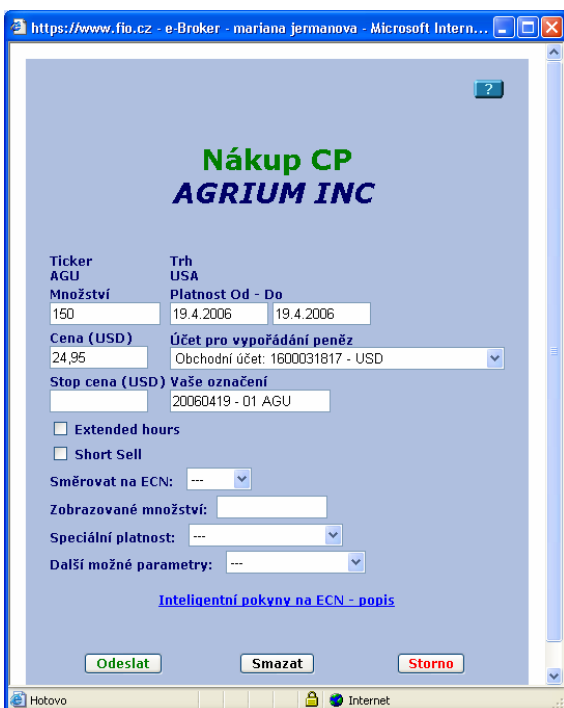 https://www.fio.cz - e-Broker - mariana jermanova - Microsoft Intern...
?
Nákup CP
AGRIUM INC
Ticker Trh
AGU USA
Množství Platnost Od - Do
150 19.4.2006 19.4.2006
Cena (USD) Účet pro vypořádání peněz
24,95 Obchodní účet: 1600031817 - USD
Stop cena (USD) Vaše označení
20060419 - 01 AGU
Extended hours
Short Sell
Směrovat na ECN: ---
Zobrazované množství:
Speciální platnost: ---
Další možné parametry: ---
Inteligentní pokyny na ECN - popis
Odeslat Smazat Storno
Hotovo Internet